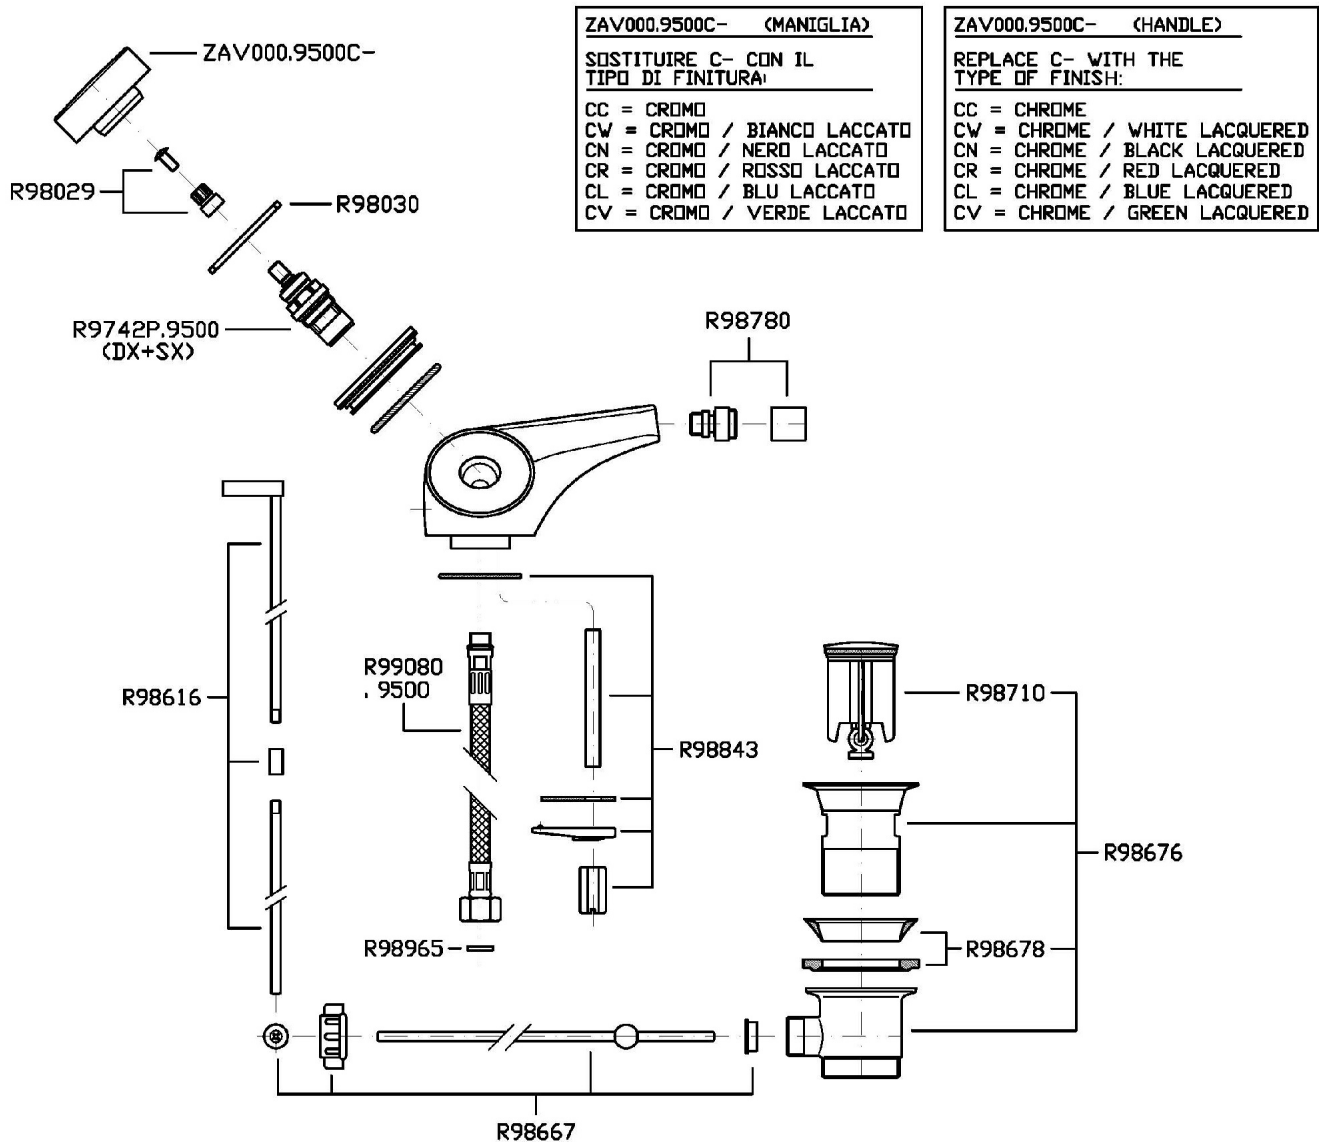 ZAV000.9500C- (MANIGLIA)
SOSTITUIRE C- CON IL
TIPO DI FINITURA:
CC = CROMO
CW = CROMO / BIANCO LACCATO
CN = CROMO / NERO LACCATO
CR = CROMO / ROSSO LACCATO
CL = CROMO / BLU LACCATO
CV = CROMO / VERDE LACCATO
ZAV000.9500C- (HANDLE)
REPLACE C- WITH THE
TYPE OF FINISH:
CC = CHROME
CW = CHROME / WHITE LACQUERED
CN = CHROME / BLACK LACQUERED
CR = CHROME / RED LACQUERED
CL = CHROME / BLUE LACQUERED
CV = CHROME / GREEN LACQUERED
ZAV000.9500C-
R98029
R98030
R9742P.9500
(DX+SX)
R98780
R99080
.9500
R98616
R98710
R98843
R98676
R98965
R98678
R98667